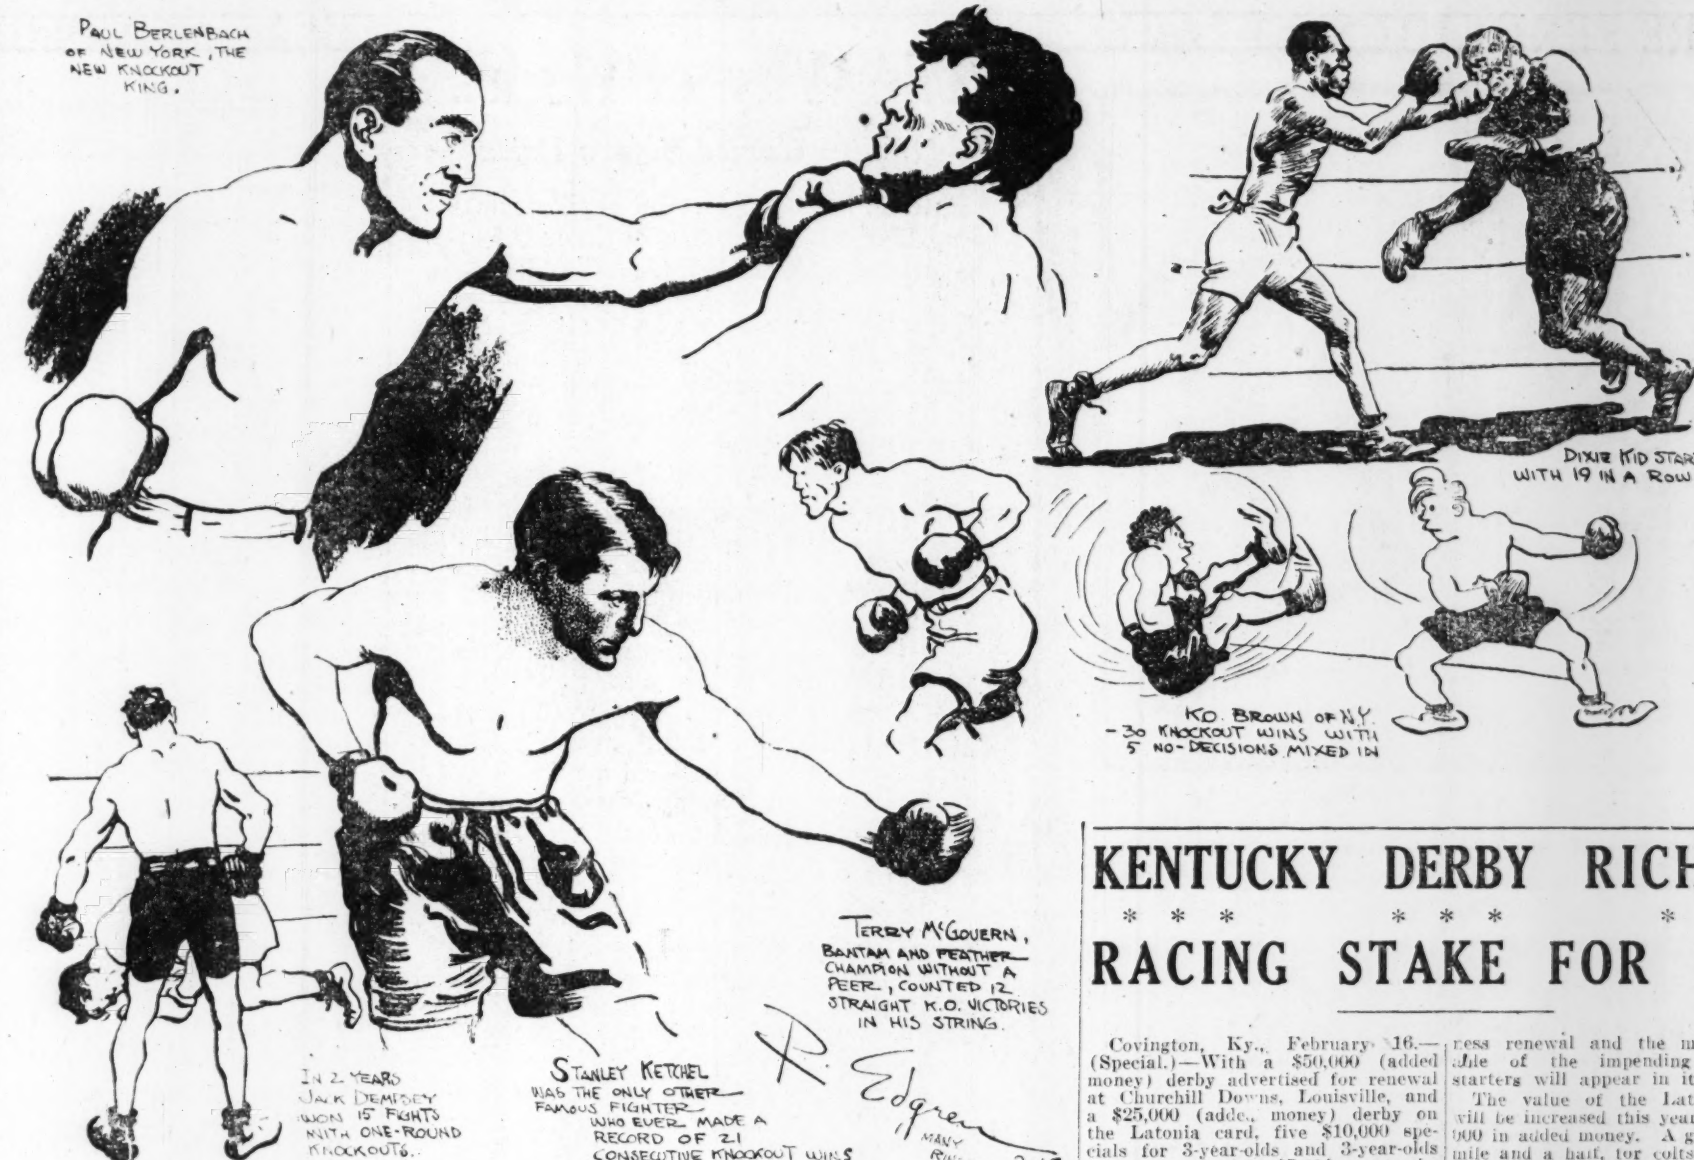 PAUL BERLENBACH
OF NEW YORK, THE
NEW KNOCKOUT
KING.
DIXIE KID STAR
WITH 19 IN A ROW
K.O. BROWN OF N.Y.
-30 KNOCKOUT WINS WITH
5 NO-DECISIONS MIXED IN
TERRY McGOVERN,
BANTAM AND FEATHER
CHAMPION WITHOUT A
PEER, COUNTED 12
STRAIGHT K.O. VICTORIES
IN HIS STRING.
IN 2 YEARS
JACK DEMPSEY
WON 15 FIGHTS
WITH ONE-ROUND
KNOCKOUTS.
STANLEY KETCHEL
WAS THE ONLY OTHER
FAMOUS FIGHTER
WHO EVER MADE A
RECORD OF 21
CONSECUTIVE KNOCKOUT WINS
R. Edgren
MANY
KENTUCKY DERBY RICH
* * * * * * *
RACING STAKE FOR
Covington, Ky., February 16.—
(Special.)—With a $50,000 (added
money) derby advertised for renewal
at Churchill Downs, Louisville, and
a $25,000 (adde., money) derby on
the Latonia card, five $10,000 spe-
cials for 3-year-olds and 3-year-olds
ress renewal and the
of the impending
starters will appear in it
The value of the Lat
will be increased this year
000 in added money. A g
mile and a half, for colts